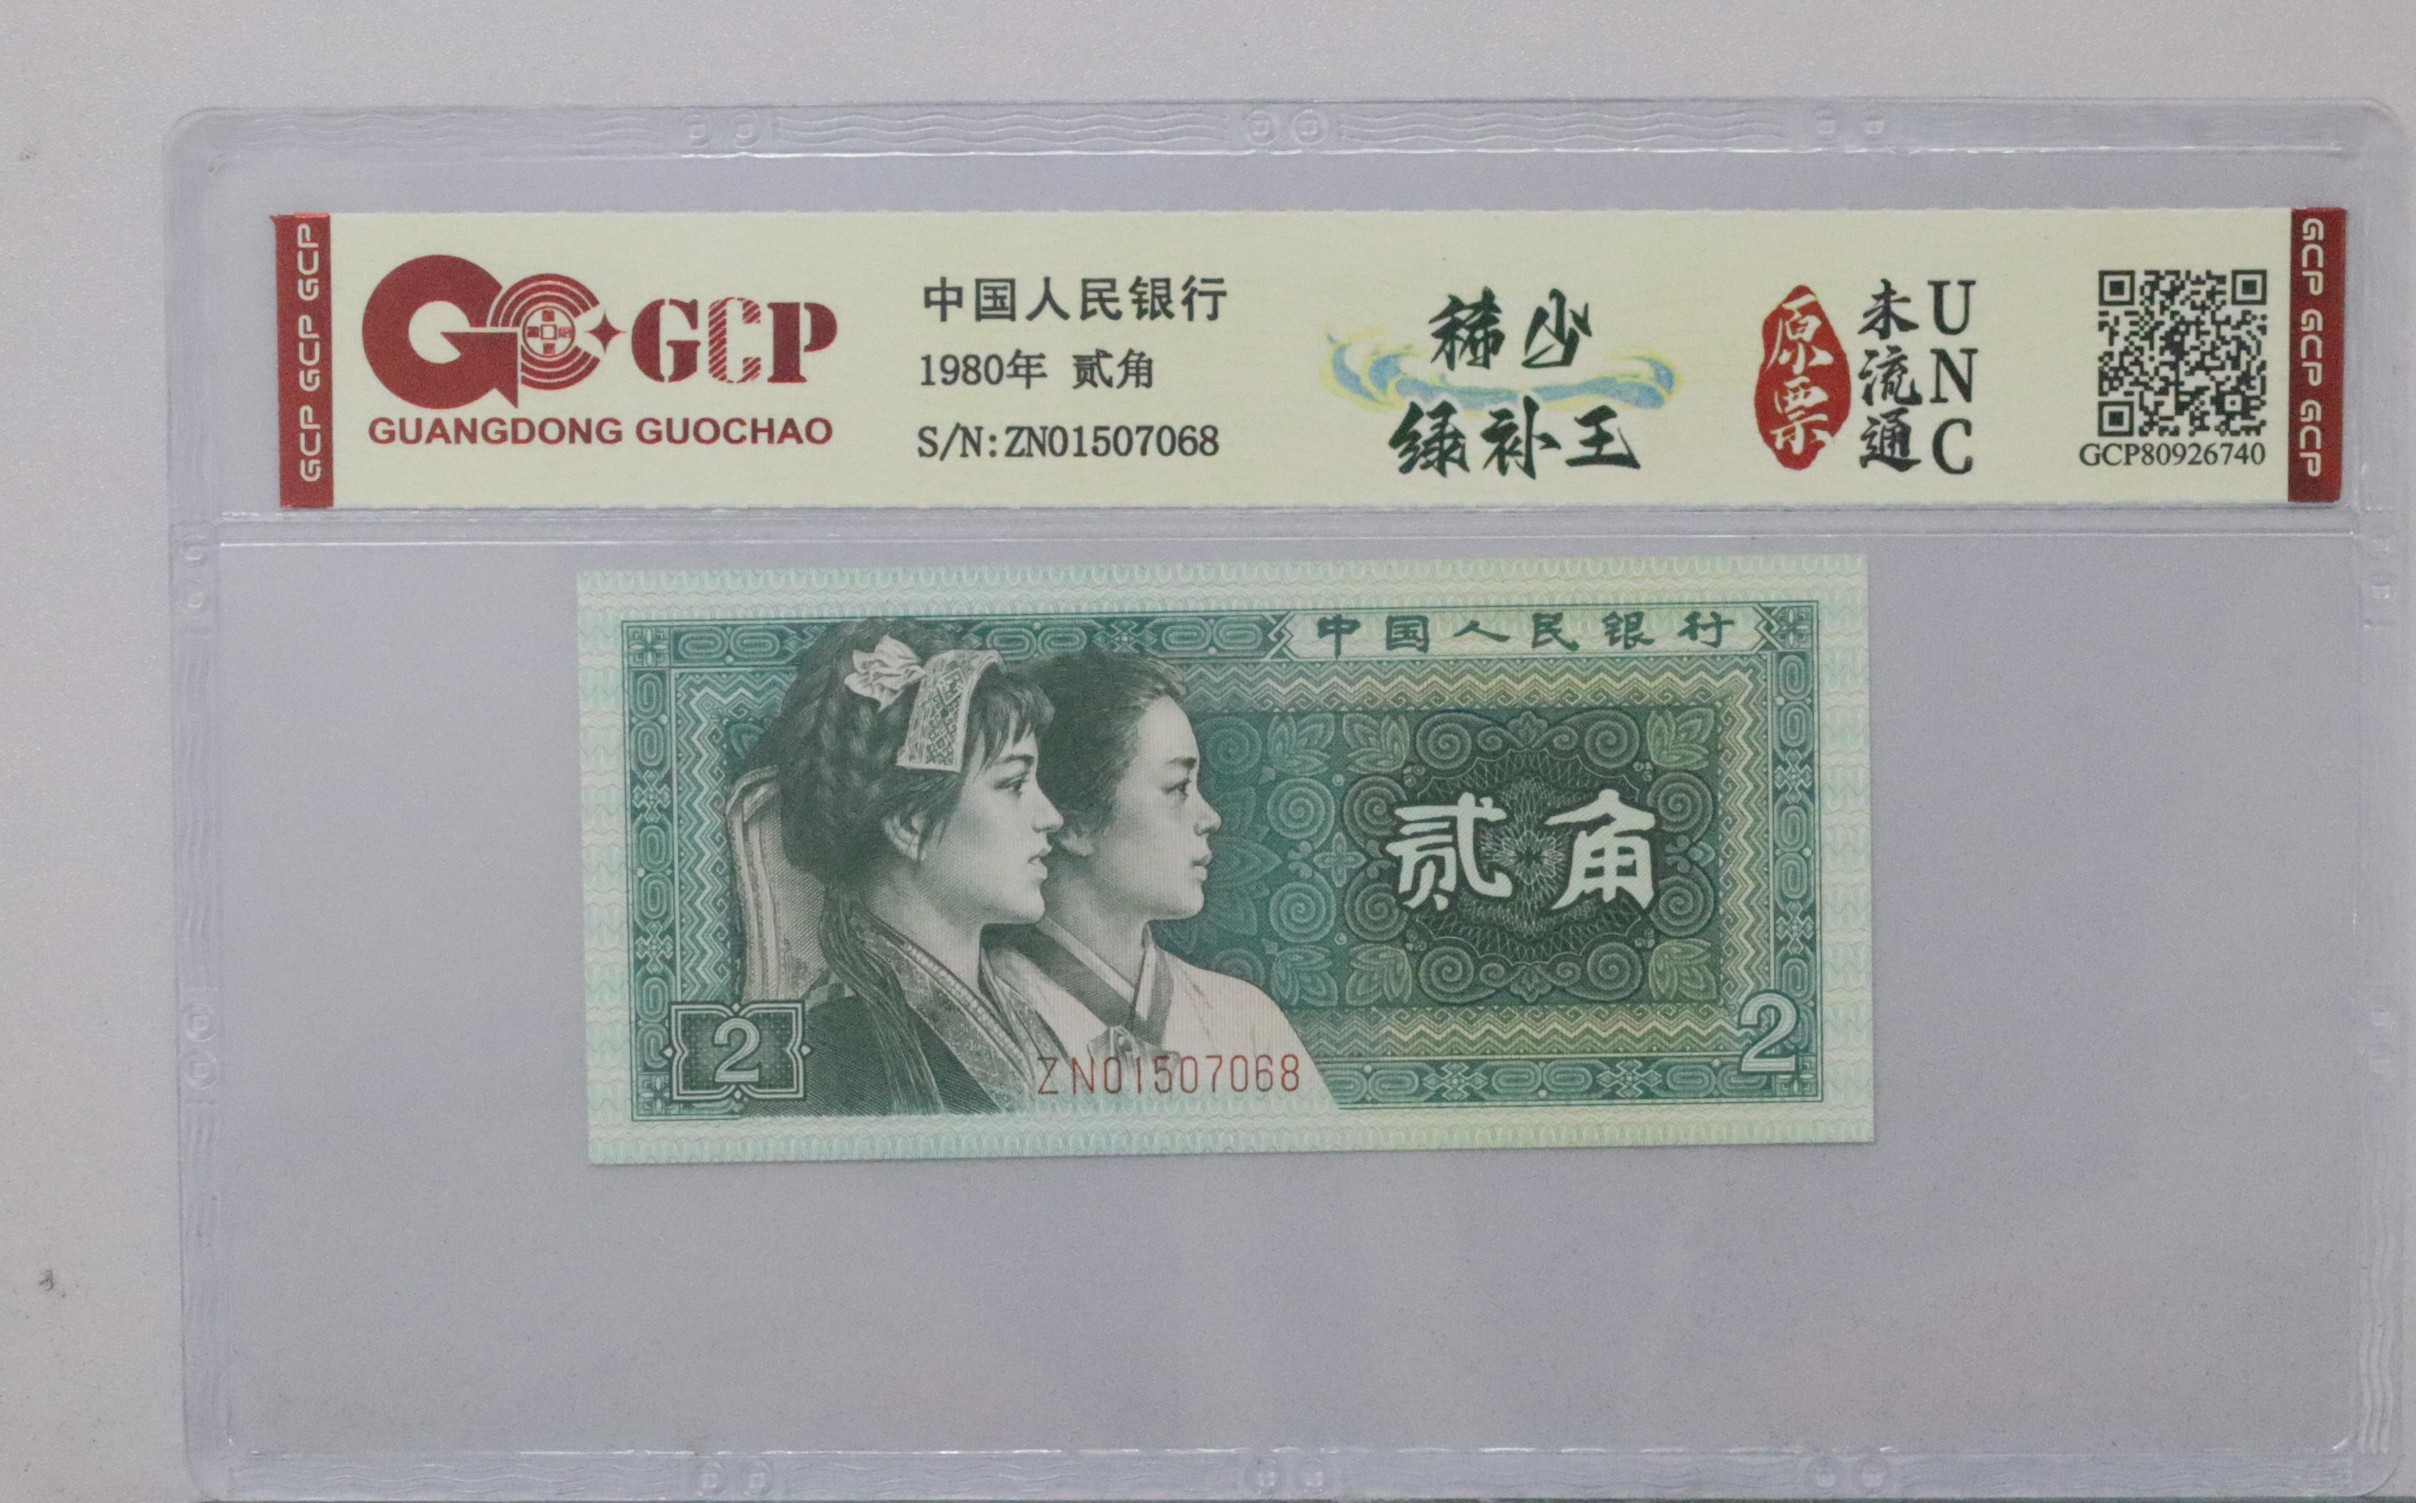 GCP GCP GCP
GCP
GUANGDONG GUOCHAO
中国人民银行
1980年 贰角
S/N:ZN01507068
稀少
绿补王
原票
未流通
UNC
GCP80926740
GCP GCP GCP
中国人民银行
贰角
2
2
ZN01507068